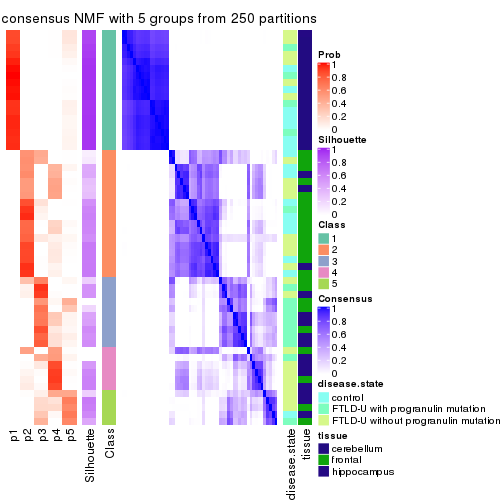 consensus NMF with 5 groups from 250 partitions
Prob
1
0.8
0.6
0.4
0.2
0
Silhouette
1
0.8
0.6
0.4
0.2
0
Class
1
2
3
4
5
Consensus
1
0.8
0.6
0.4
0.2
0
disease.state
control
FTLD-U with progranulin mutation
FTLD-U without progranulin mutation
tissue
cerebellum
frontal
hippocampus
p1
p2
p3
p4
p5
Silhouette
Class
disease.state
tissue